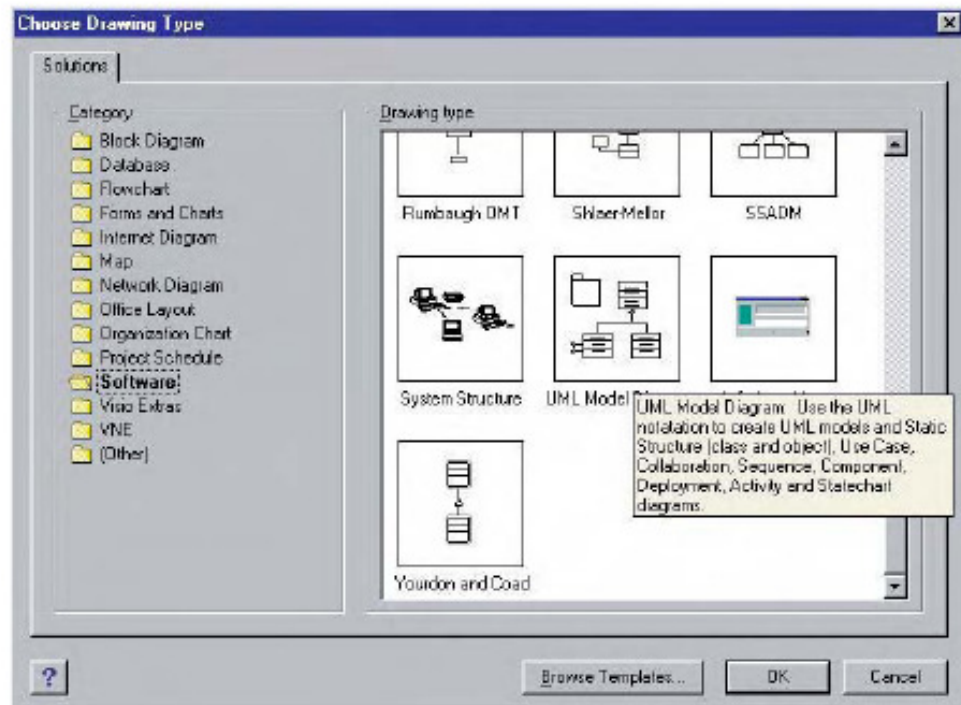 Choose Drawing Type
Solutions
Category
Block Diagram
Database
Flowchart
Forms and Charts
Internet Diagram
Map
Network Diagram
Office Layout
Organization Chart
Project Schedule
Software
Visio Extras
VNE
(Other)
Drawing type
Rumbaugh OMT
Shlaer-Mellor
SSADM
System Structure
UML Model
UML Model Diagram: Use the UML
notatation to create UML models and Static
Structure (class and object), Use Case,
Collaboration, Sequence, Component,
Deployment, Activity and Statechart
diagrams.
Yourdon and Coad
?
Browse Templates...
OK
Cancel